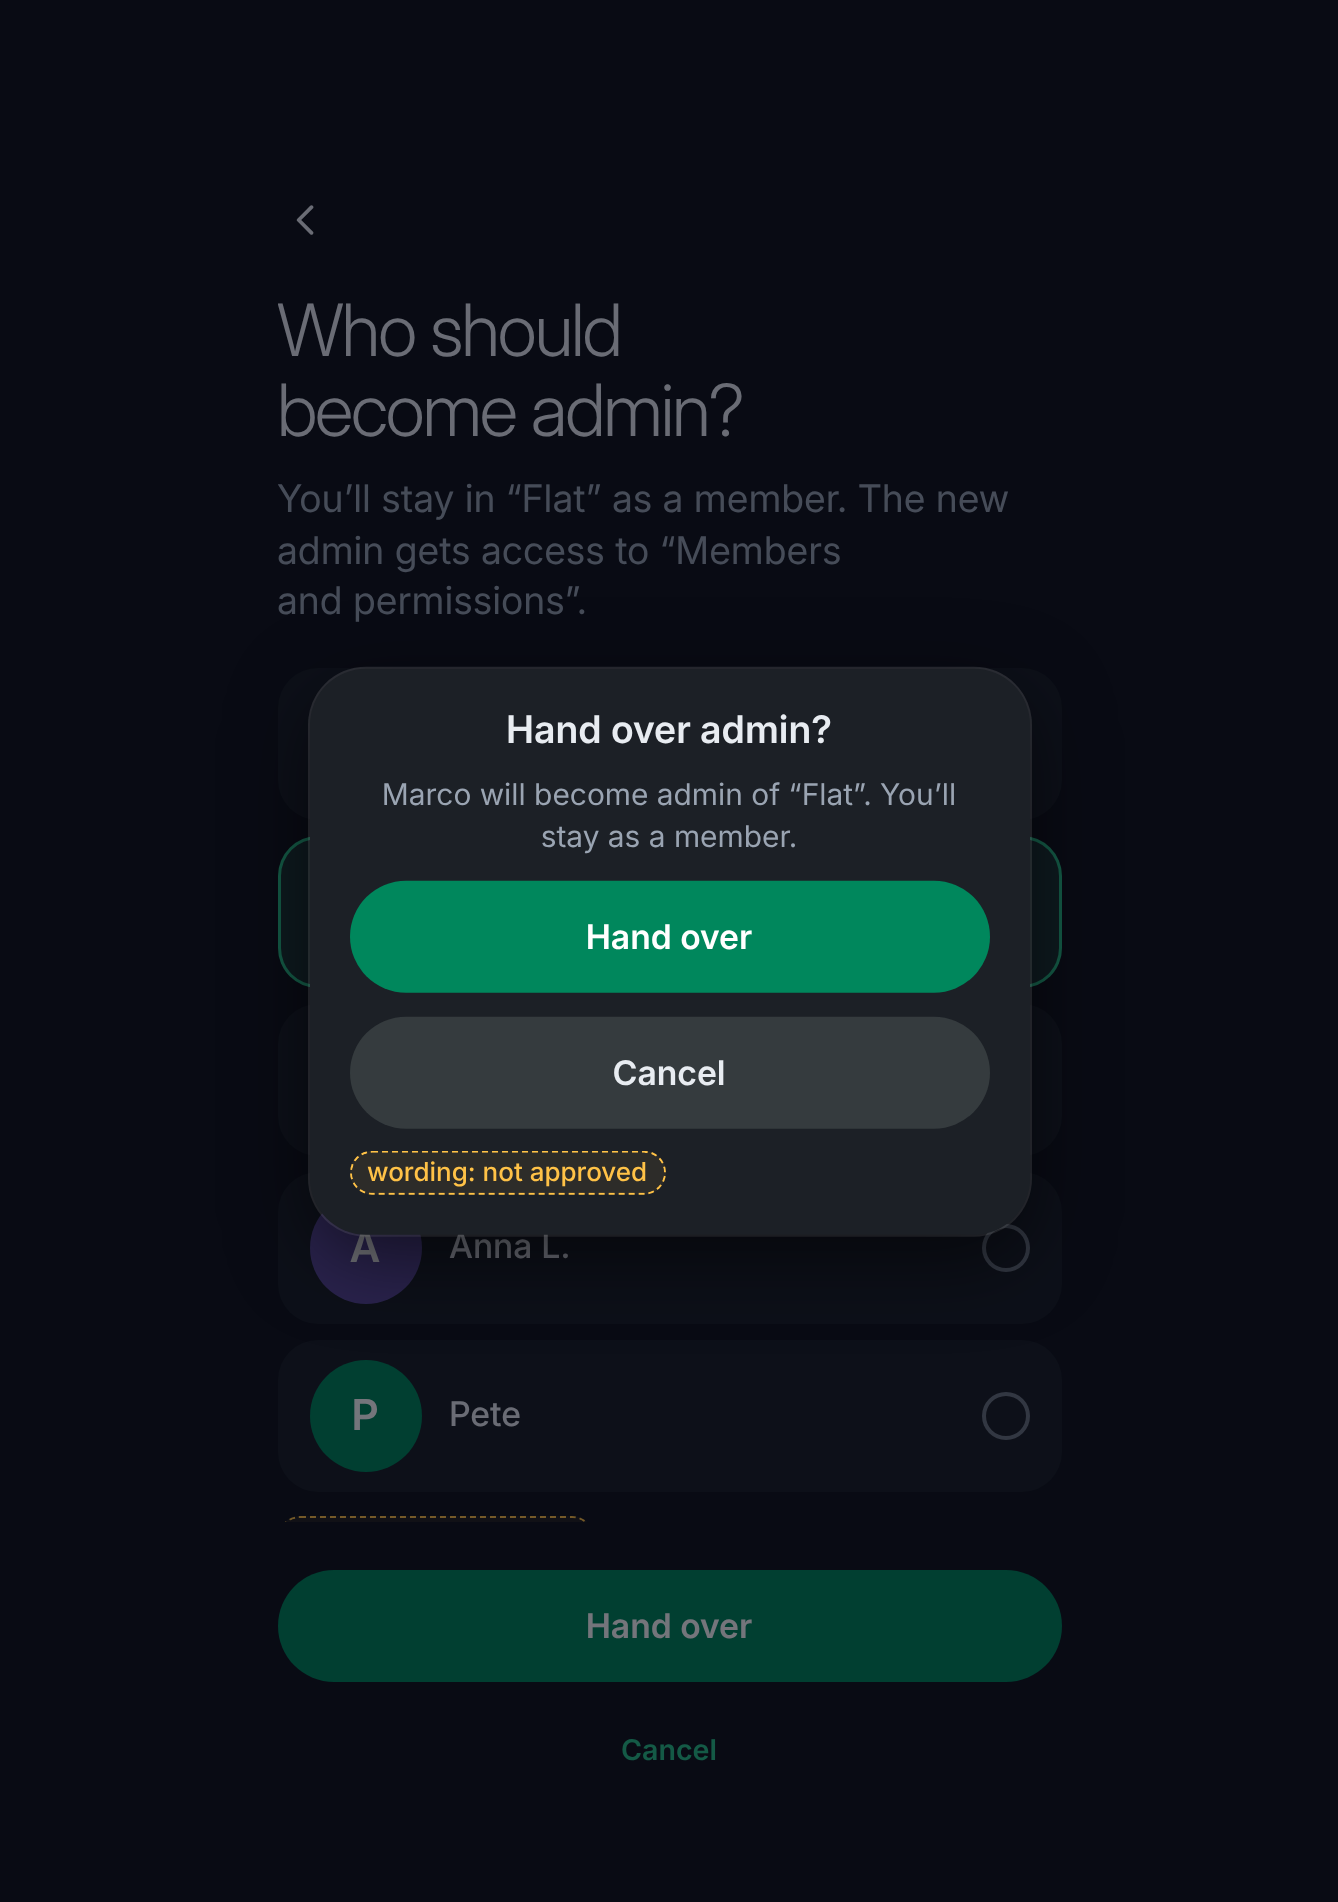 Who should
become admin?
You’ll stay in “Flat” as a member. The new
admin gets access to “Members
and permissions”.
Hand over admin?
Marco will become admin of “Flat”. You’ll
stay as a member.
Hand over
Cancel
wording: not approved
A
Anna L.
P
Pete
Hand over
Cancel